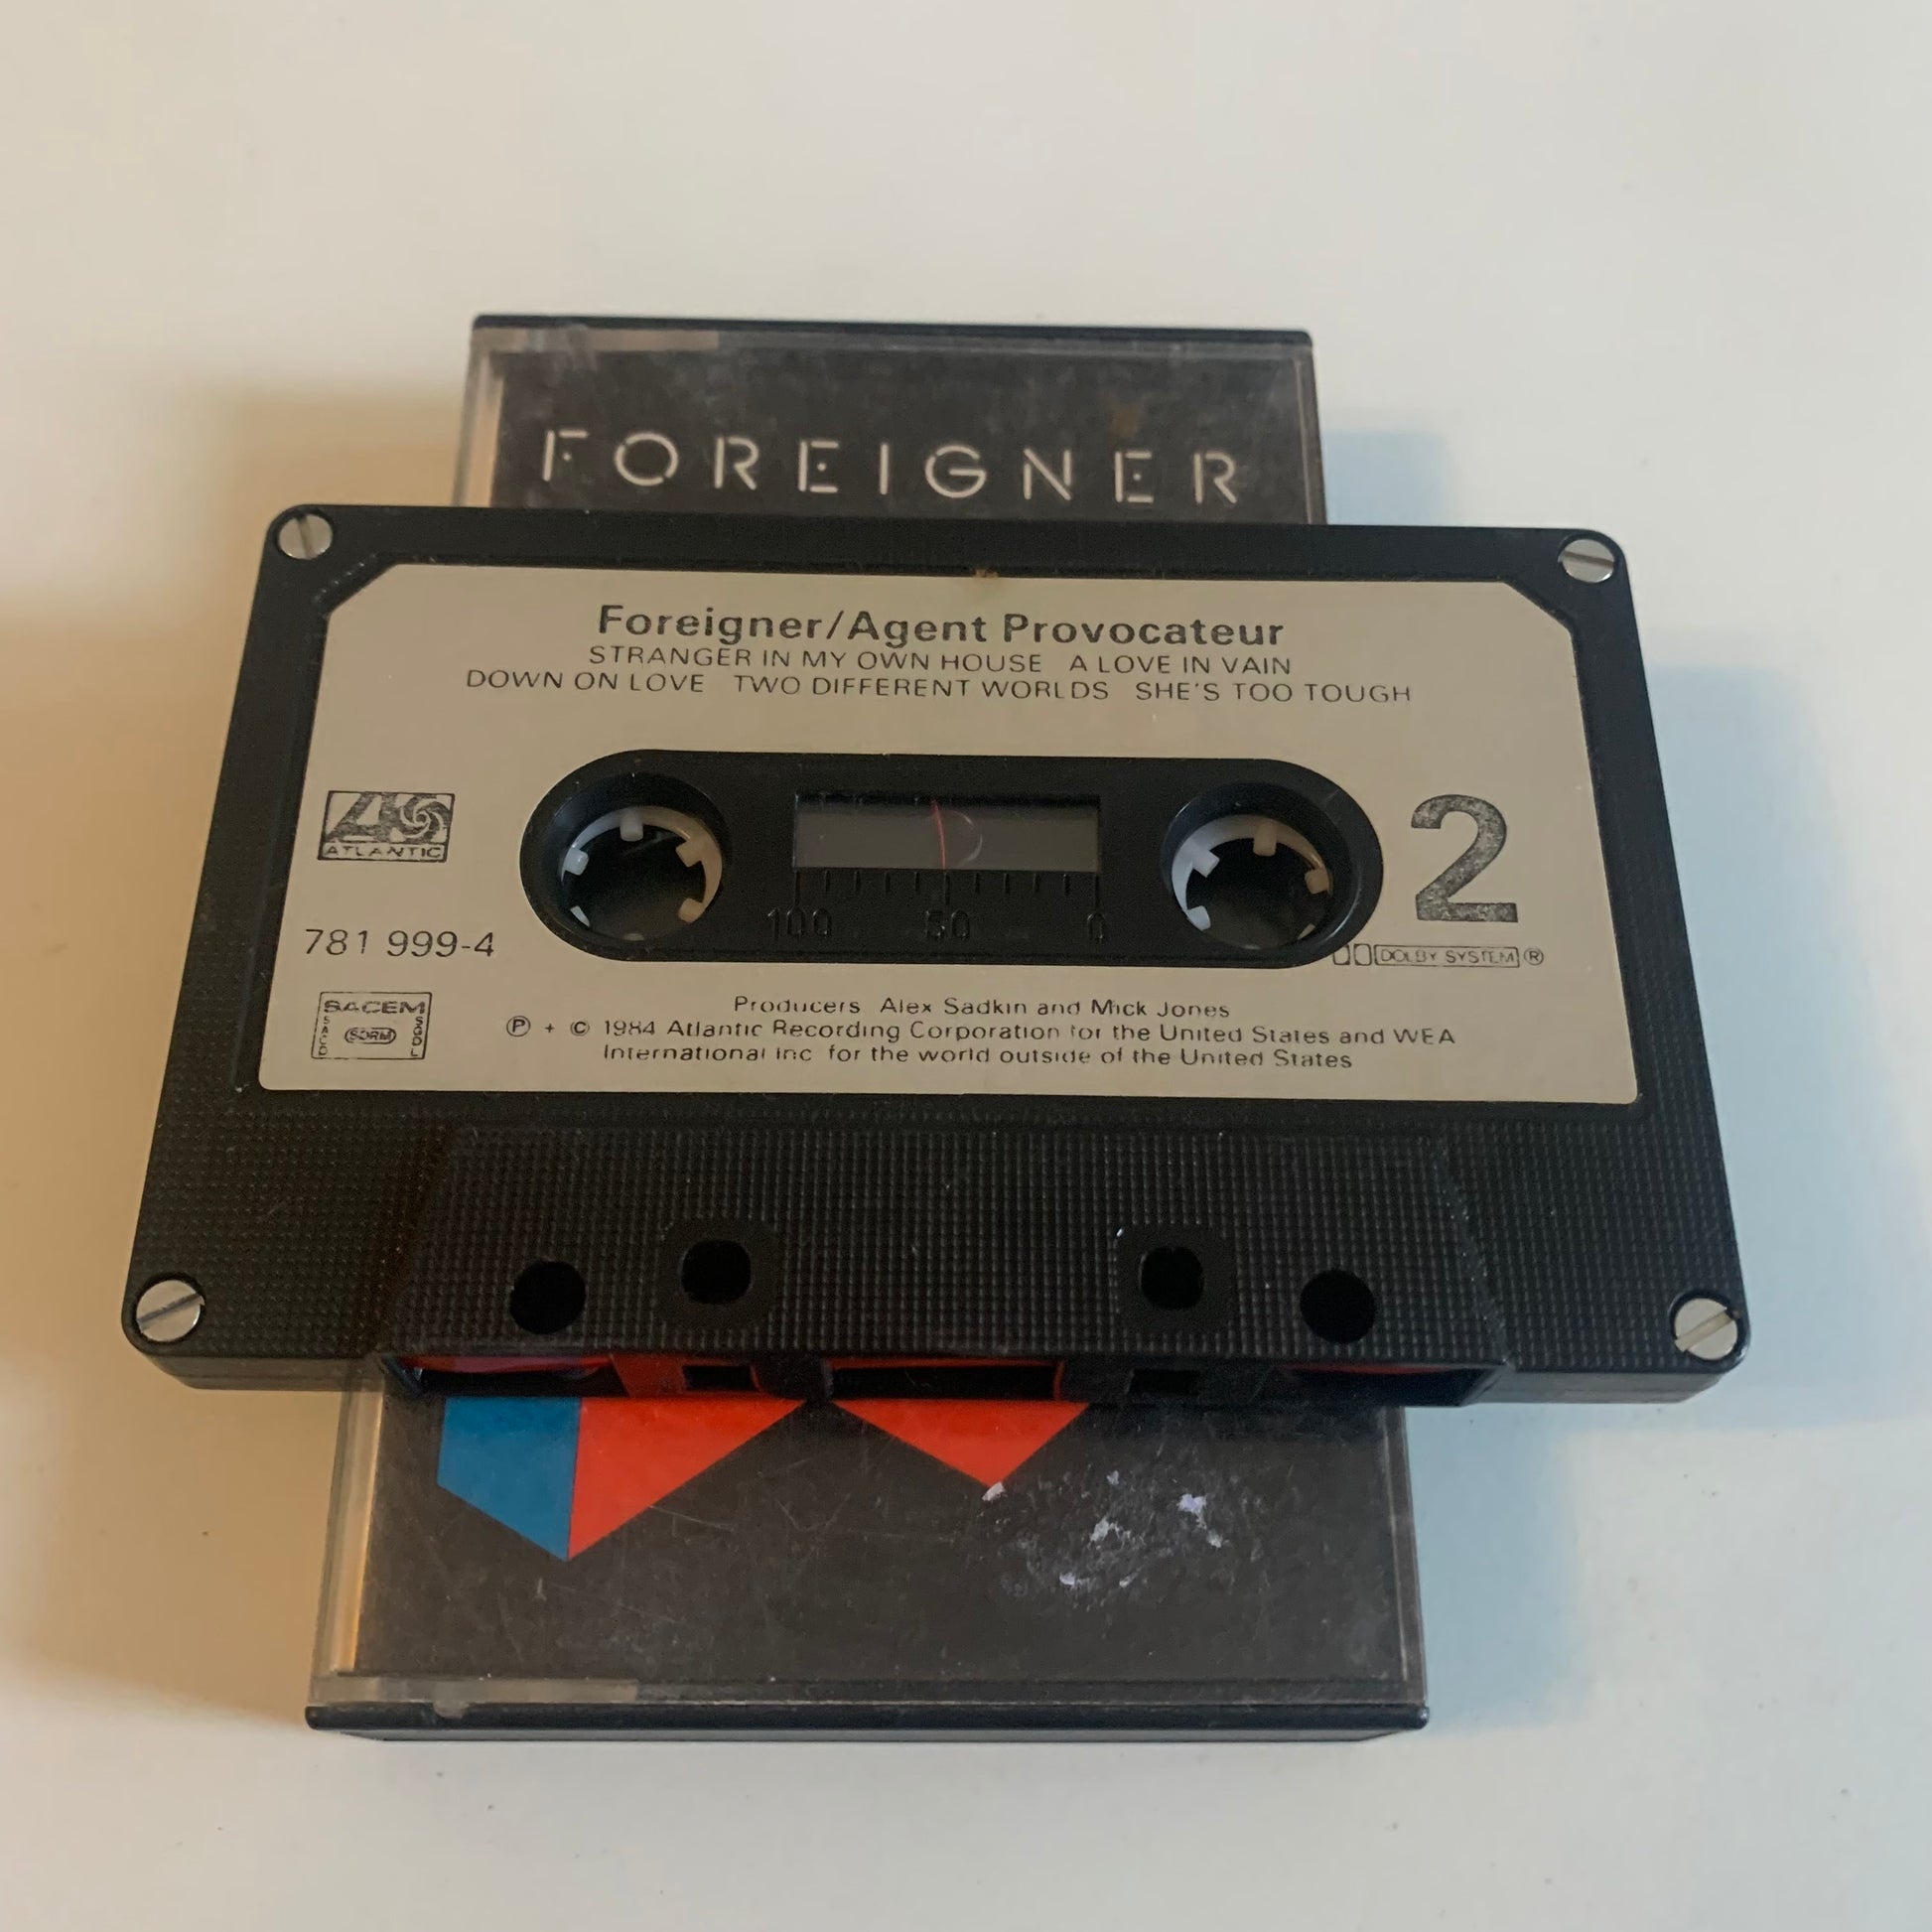 FOREIGNER
Foreigner/Agent Provocateur
STRANGER IN MY OWN HOUSE A LOVE IN VAIN
DOWN ON LOVE TWO DIFFERENT WORLDS SHE'S TOO TOUGH
ATLANTIC
2
100 50 0
781 999-4
DOLBY SYSTEM ®
SACEM
SACD SDRM SGDL
Producers Alex Sadkin and Mick Jones
℗ + © 1984 Atlantic Recording Corporation for the United States and WEA
International Inc for the world outside of the United States